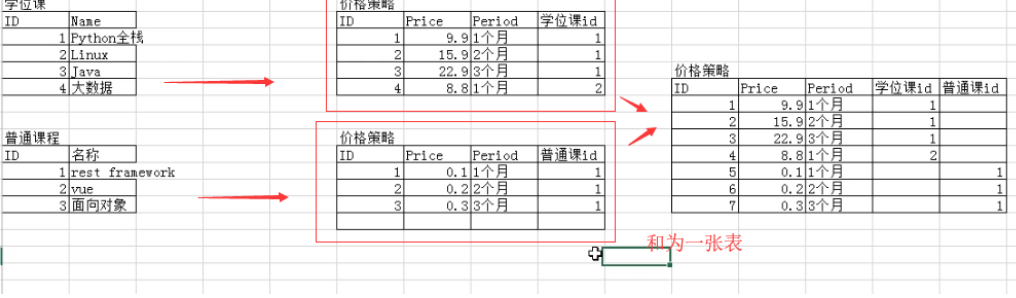 学位课
ID Name
1 Python全栈
2 Linux
3 Java
4 大数据
价格策略
ID Price Period 学位课id
1 9.9 1个月 1
2 15.9 2个月 1
3 22.9 3个月 1
4 8.8 1个月 2
普通课程
ID 名称
1 rest framework
2 vue
3 面向对象
价格策略
ID Price Period 普通课id
1 0.1 1个月 1
2 0.2 2个月 1
3 0.3 3个月 1
价格策略
ID Price Period 学位课id 普通课id
1 9.9 1个月 1
2 15.9 2个月 1
3 22.9 3个月 1
4 8.8 1个月 2
5 0.1 1个月 1
6 0.2 2个月 1
7 0.3 3个月 1
和为一张表